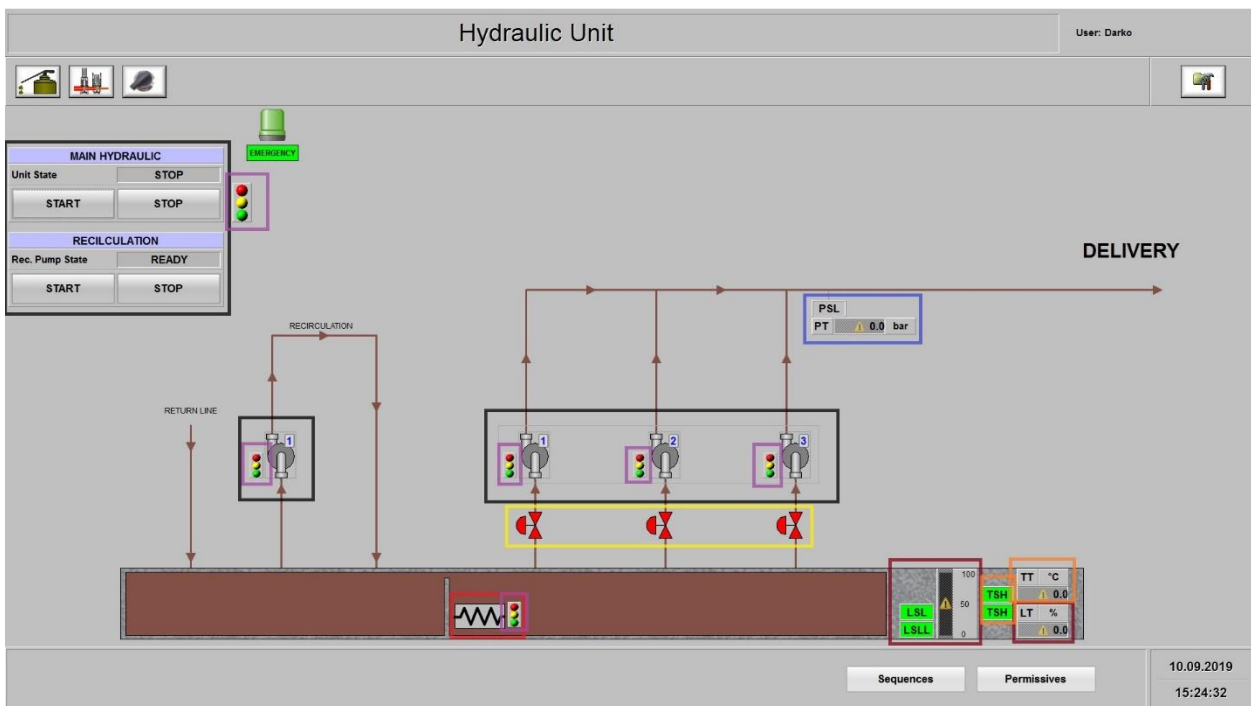 Hydraulic Unit
User: Darko
EMERGENCY
MAIN HYDRAULIC
Unit State STOP
START STOP
RECILCULATION
Rec. Pump State READY
START STOP
DELIVERY
PSL
PT 0.0 bar
RECIRCULATION
RETURN LINE
1
1
2
3
100
50
0
LSL
LSLL
TSH
TSH
TT °C
0.0
LT %
0.0
Sequences Permissives
10.09.2019
15:24:32